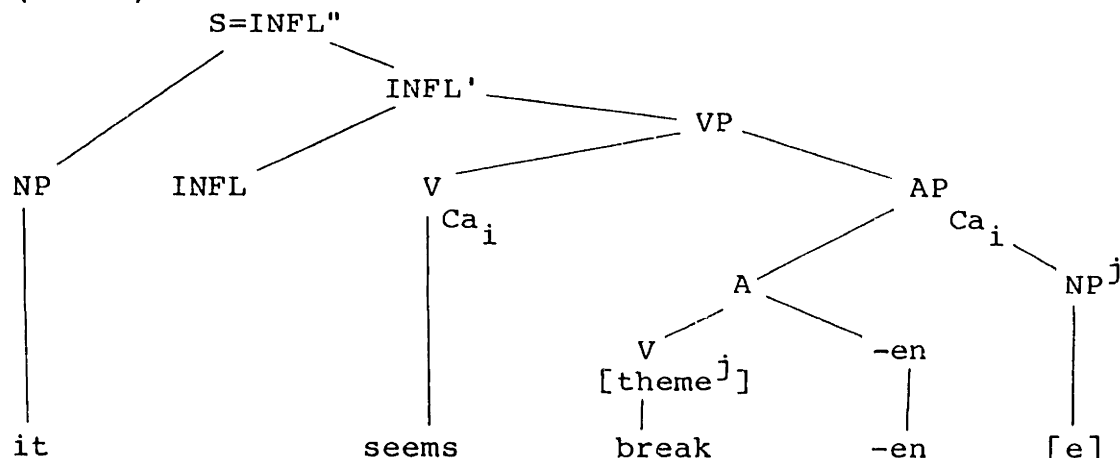 S=INFL"
INFL'
VP
NP INFL V AP
Ca_i Ca_i
A NP^j
V -en
[theme^j]
it seems break -en [e]